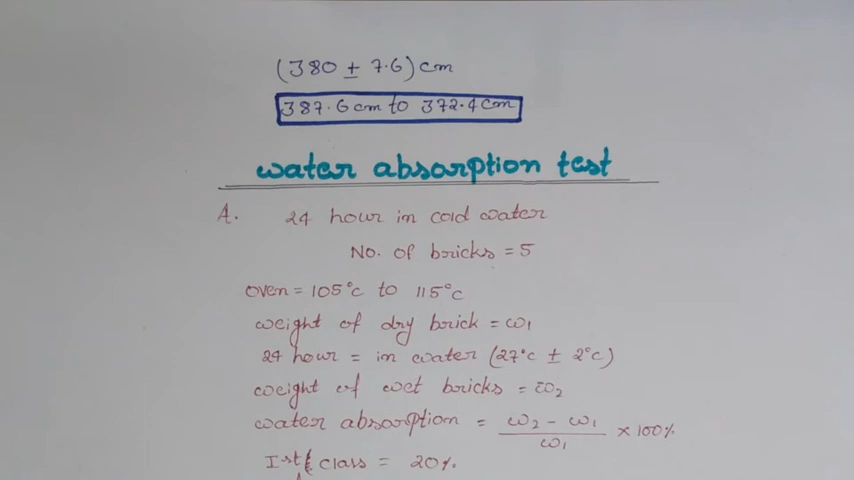 (380 ± 7.6) cm
387.6 cm to 372.4 cm
water absorption test
A. 24 hour in cold water
No. of bricks = 5
oven = 105°c to 115°c
weight of dry brick = ω₁
24 hour = in water (27°c ± 2°c)
weight of wet bricks = ω₂
water absorption = ω₂ - ω₁ / ω₁ × 100%
Ist class = 20%